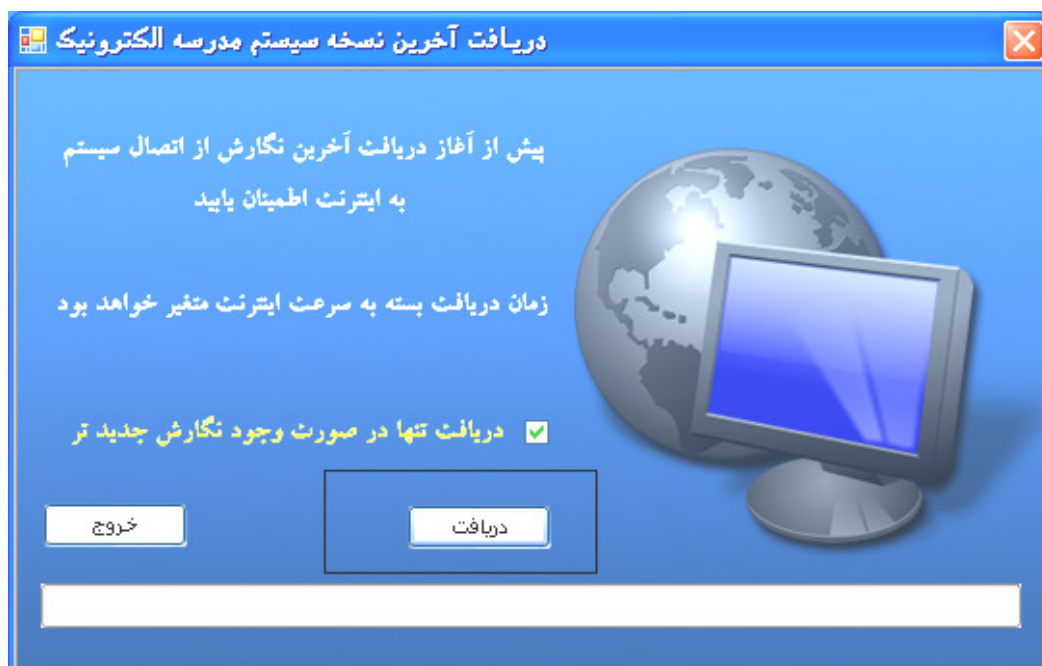 دریافت آخرین نسخه سیستم مدرسه الکترونیک
پیش از آغاز دریافت آخرین نگارش از اتصال سیستم
به اینترنت اطمینان یابید
زمان دریافت بسته به سرعت اینترنت متغیر خواهد بود
دریافت تنها در صورت وجود نگارش جدید تر
دریافت
خروج